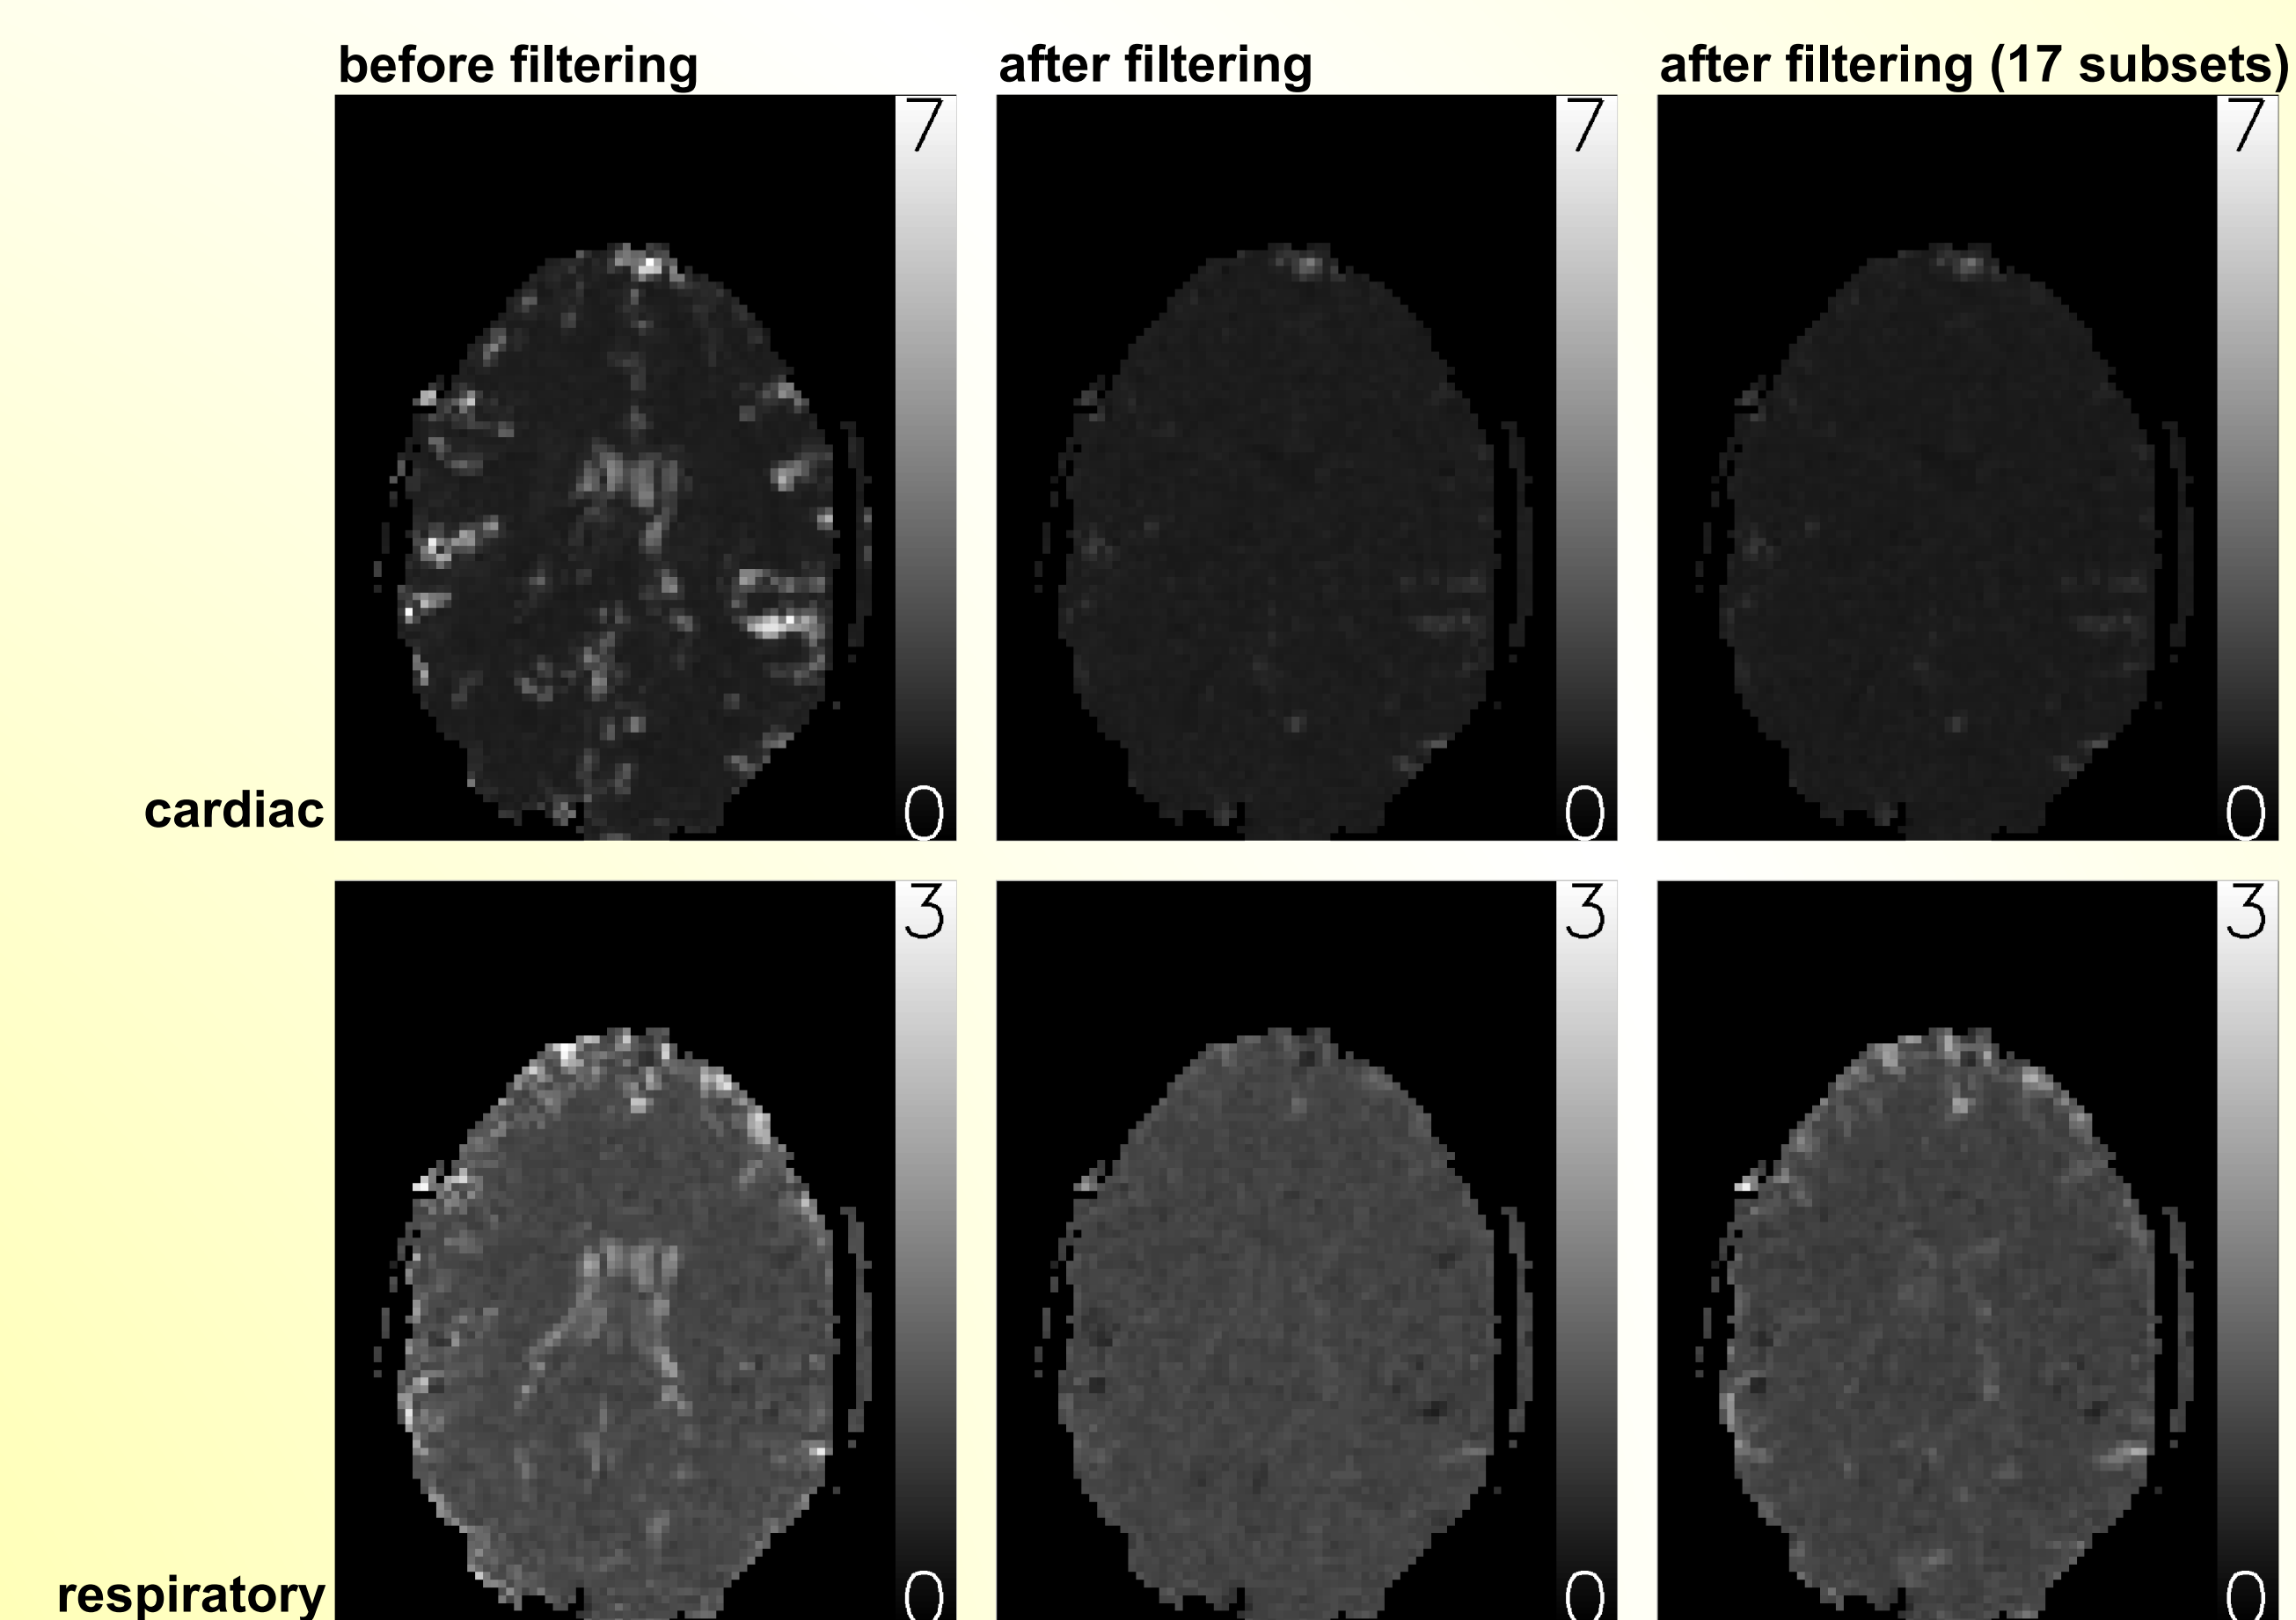 before filtering
after filtering
after filtering (17 subsets)
7
7
7
cardiac
0
0
0
3
3
3
respiratory
0
0
0